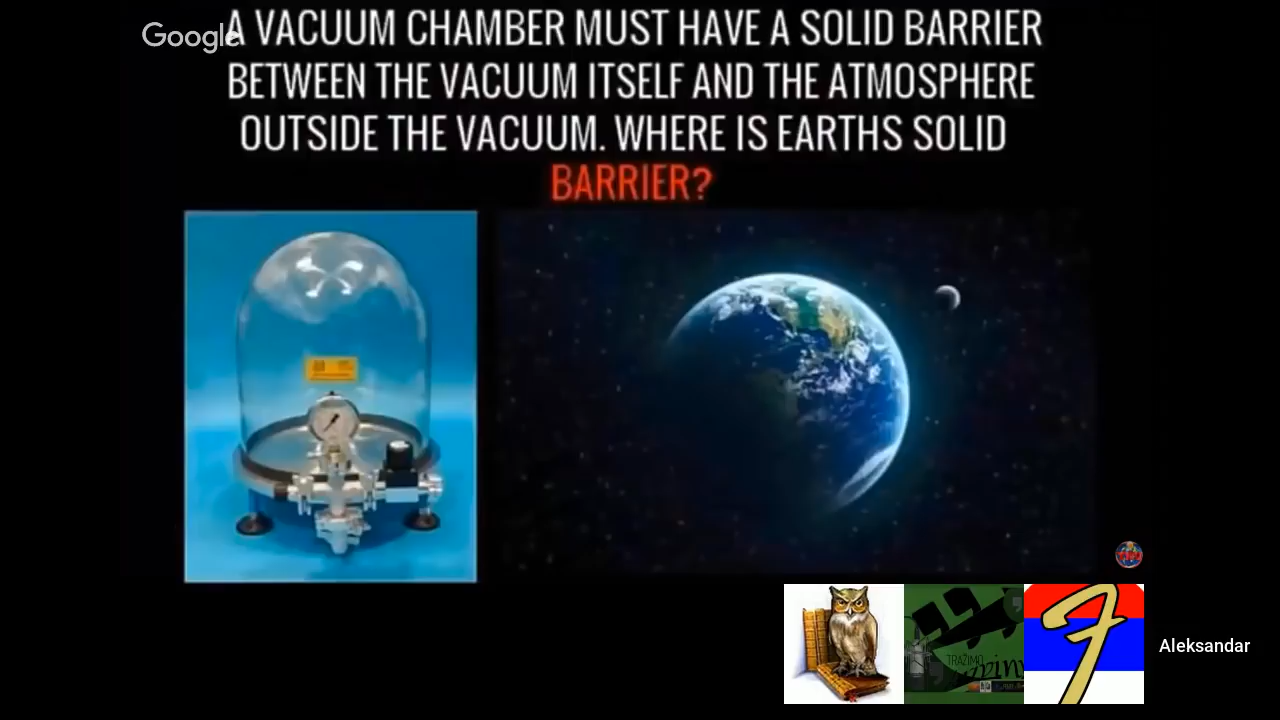 Google
A VACUUM CHAMBER MUST HAVE A SOLID BARRIER
BETWEEN THE VACUUM ITSELF AND THE ATMOSPHERE
OUTSIDE THE VACUUM. WHERE IS EARTHS SOLID
BARRIER?
TRAŽIMO
Aleksandar